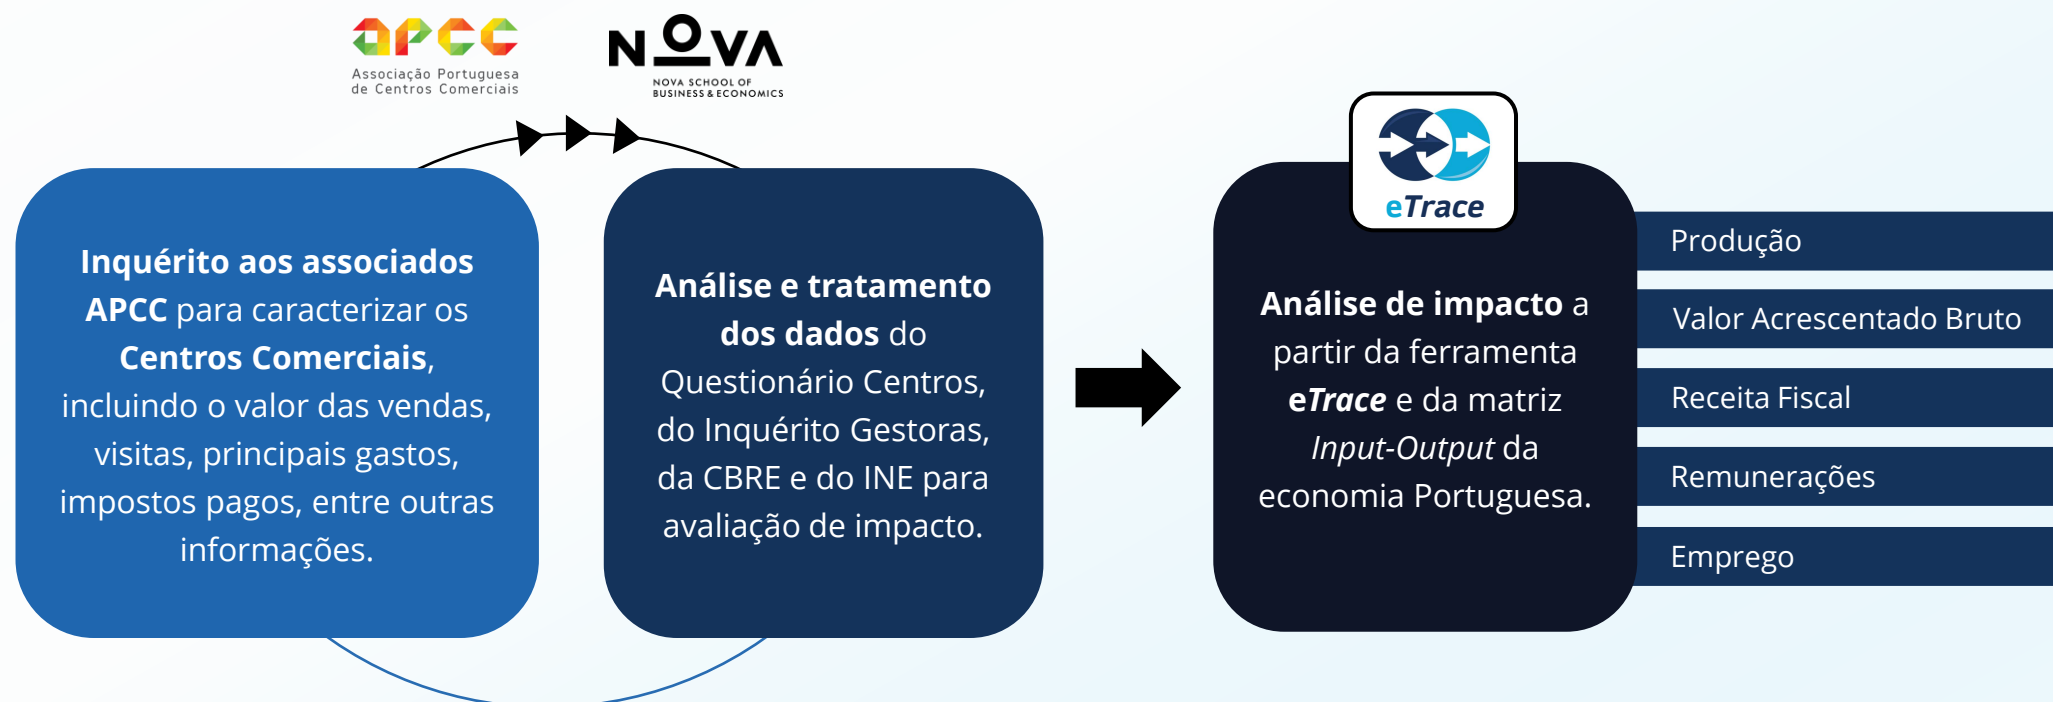 apcc
Associação Portuguesa
de Centros Comerciais
NOVA
NOVA SCHOOL OF
BUSINESS & ECONOMICS
Inquérito aos associados
APCC para caracterizar os
Centros Comerciais,
incluindo o valor das vendas,
visitas, principais gastos,
impostos pagos, entre outras
informações.
Análise e tratamento
dos dados do
Questionário Centros,
do Inquérito Gestoras,
da CBRE e do INE para
avaliação de impacto.
eTrace
Análise de impacto a
partir da ferramenta
eTrace e da matriz
Input-Output da
economia Portuguesa.
Produção
Valor Acrescentado Bruto
Receita Fiscal
Remunerações
Emprego